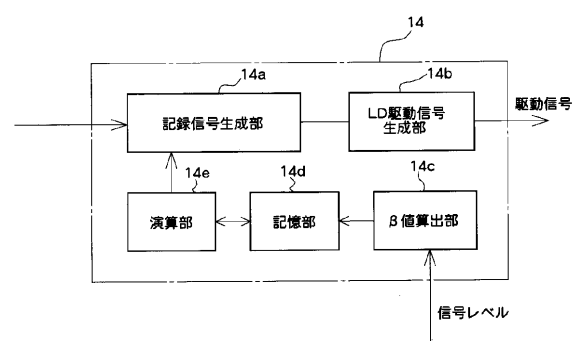 14
14a
14b
記録信号生成部
LD駆動信号
生成部
駆動信号
14e
14d
14c
演算部
記憶部
β値算出部
信号レベル